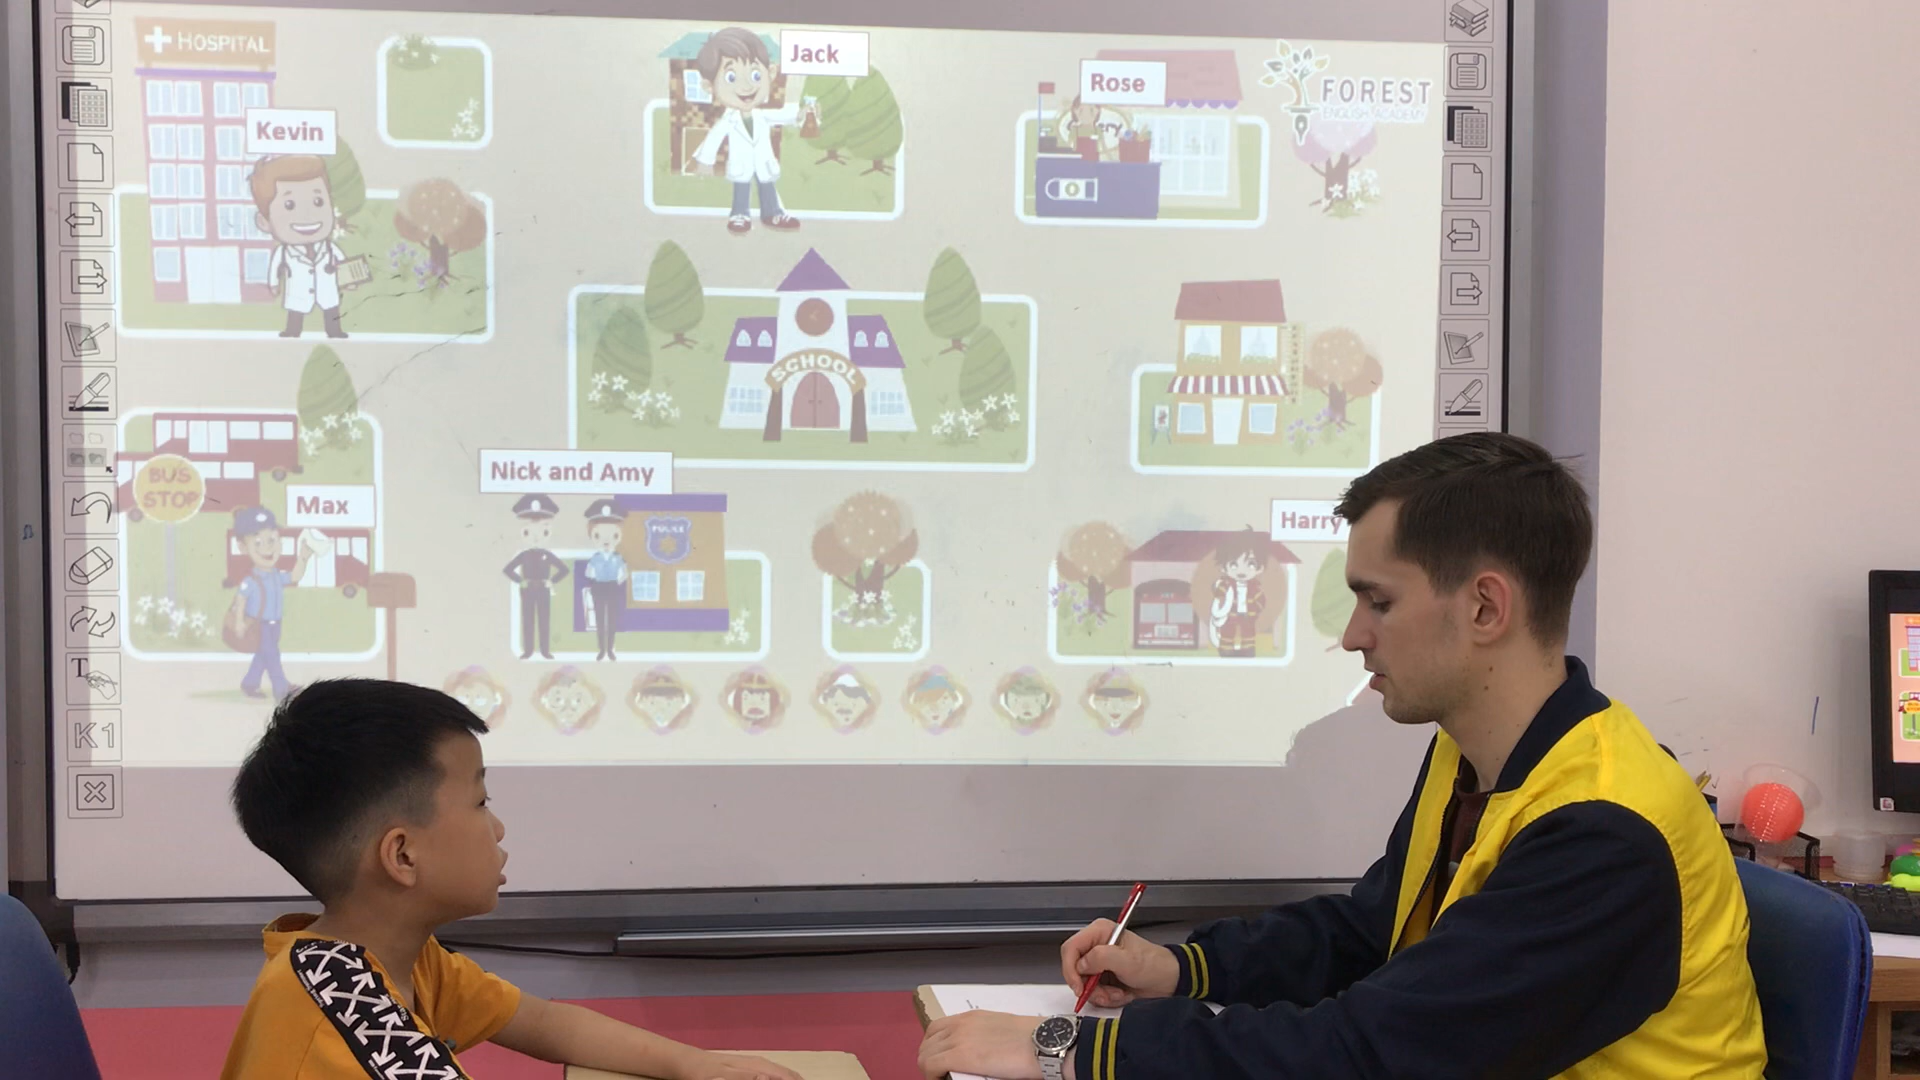 HOSPITAL
Kevin
Jack
Rose
FOREST
ENGLISH ACADEMY
SCHOOL
BUS
STOP
Max
Nick and Amy
POLICE
Harry
T
K1